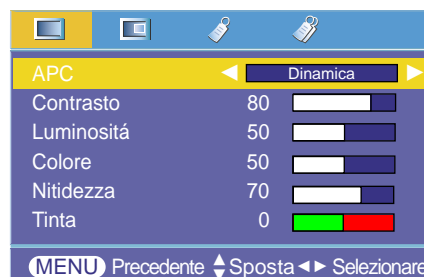 APC Dinamica
Contrasto 80
Luminositá 50
Colore 50
Nitidezza 70
Tinta 0
MENU Precedente Sposta Selezionare